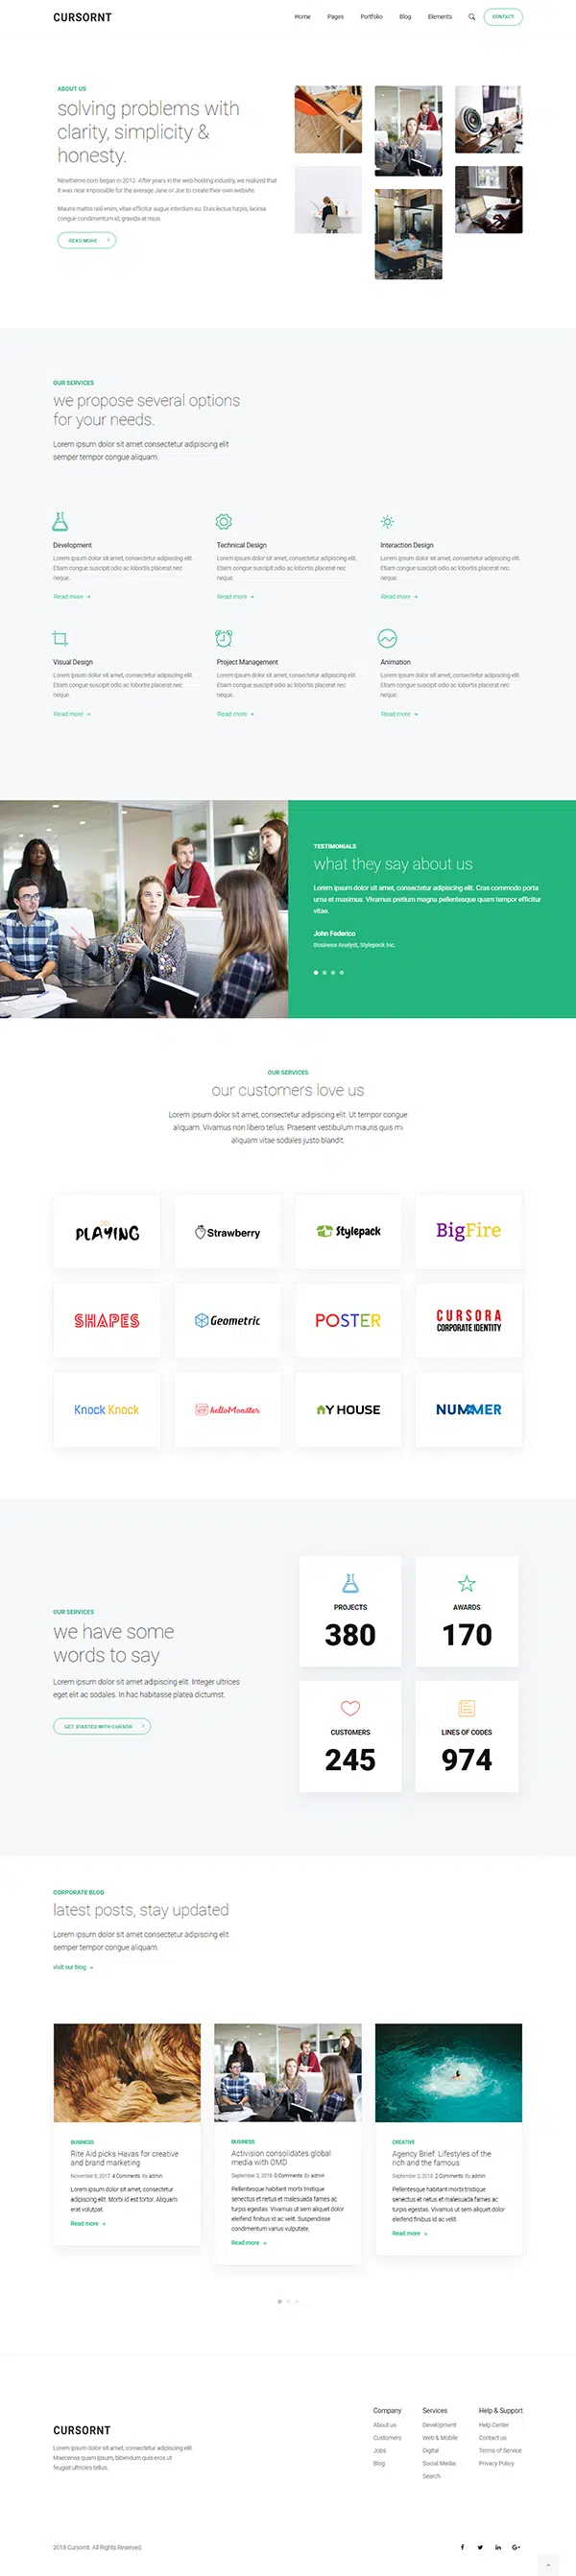 CURSORNT
Home Pages Portfolio Blog Elements CONTACT
ABOUT US
solving problems with
clarity, simplicity &
honesty.
Ninetheme.com began in 2012. After years in the web hosting industry, we realized that
it was near impossible for the average Jane or Joe to create their own website.
Mauris mattis nisl enim, vitae efficitur augue interdum eu. Duis lectus turpis, lacinia
congue condimentum id, gravida at risus.
READ MORE
OUR SERVICES
we propose several options
for your needs.
Lorem ipsum dolor sit amet consectetur adipiscing elit
semper tempor congue aliquam.
Development
Lorem ipsum dolor sit amet, consectetur adipiscing elit.
Etiam congue suscipit odio ac lobortis placerat nec
neque.
Read more
Technical Design
Lorem ipsum dolor sit amet, consectetur adipiscing elit.
Etiam congue suscipit odio ac lobortis placerat nec
neque.
Read more
Interaction Design
Lorem ipsum dolor sit amet, consectetur adipiscing elit.
Etiam congue suscipit odio ac lobortis placerat nec
neque.
Read more
Visual Design
Lorem ipsum dolor sit amet, consectetur adipiscing elit.
Etiam congue suscipit odio ac lobortis placerat nec
neque.
Read more
Project Management
Lorem ipsum dolor sit amet, consectetur adipiscing elit.
Etiam congue suscipit odio ac lobortis placerat nec
neque.
Read more
Animation
Lorem ipsum dolor sit amet, consectetur adipiscing elit.
Etiam congue suscipit odio ac lobortis placerat nec
neque.
Read more
TESTIMONIALS
what they say about us
Lorem ipsum dolor sit amet, consectetur adipiscing elit. Cras commodo porta
urna et maximus. Vivamus pretium magna pellentesque quam tempor efficitur
vitae.
John Federico
Business Analyst, Stylepack Inc.
OUR SERVICES
our customers love us
Lorem ipsum dolor sit amet, consectetur adipiscing elit. Ut tempor congue
aliquam. Vivamus non libero tellus. Praesent vestibulum mauris quis mi
aliquam vitae sodales justo blandit.
PLAYING
Strawberry
Stylepack
BigFire
SHAPES
Geometric
POSTER
CURSORA
CORPORATE IDENTITY
Knock Knock
helloMonster
Y HOUSE
NUMMER
OUR SERVICES
we have some
words to say
Lorem ipsum dolor sit amet adipiscing elit. Integer ultrices
eget elit ac sodales. In hac habitasse platea dictumst.
GET STARTED WITH CURSOR
PROJECTS
380
AWARDS
170
CUSTOMERS
245
LINES OF CODES
974
CORPORATE BLOG
latest posts, stay updated
Lorem ipsum dolor sit amet consectetur adipiscing elit
semper tempor congue aliquam.
visit our blog
BUSINESS
Rite Aid picks Havas for creative
and brand marketing
November 8, 2017 4 Comments By admin
Lorem ipsum dolor sit amet, consectetur
adipiscing elit. Morbi id est tortor. Aliquam
erat volutpat.
Read more
BUSINESS
Activision consolidates global
media with OMD
September 3, 2018 0 Comments By admin
Pellentesque habitant morbi tristique
senectus et netus et malesuada fames ac
turpis egestas. Vivamus ut sem aliquet dolor
eleifend finibus id ac velit. Suspendisse
condimentum varius vulputate.
Read more
CREATIVE
Agency Brief: Lifestyles of the
rich and the famous
September 3, 2018 2 Comments By admin
Pellentesque habitant morbi tristique
senectus et netus et malesuada fames ac
turpis egestas. Vivamus ut sem aliquet dolor
eleifend finibus id ac velit.
Read more
CURSORNT
Lorem ipsum dolor sit amet, consectetur adipiscing elit.
Maecenas quam ipsum, bibendum quis eros ut
feugiat ultricies tellus.
Company
About us
Customers
Jobs
Blog
Services
Development
Web & Mobile
Digital
Social Media
Search
Help & Support
Help Center
Contact us
Terms of Service
Privacy Policy
2018 Cursornt. All Rights Reserved.